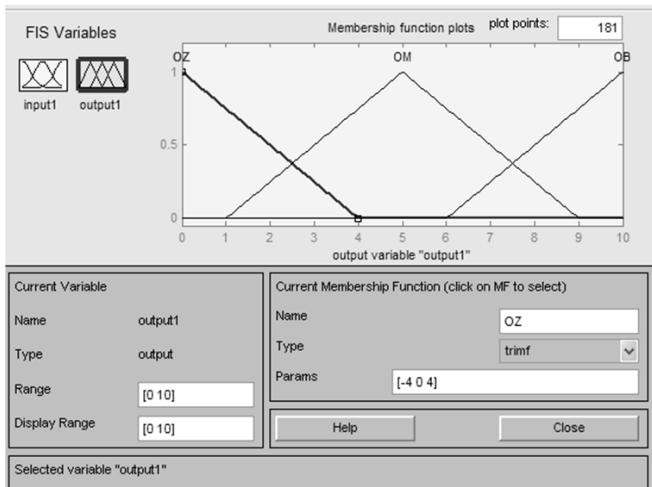 FIS Variables
Membership function plots
plot points:
181
input1
output1
OZ
OM
OB
1
0.5
0
0 1 2 3 4 5 6 7 8 9 10
output variable "output1"
Current Variable
Name output1
Type output
Range [0 10]
Display Range [0 10]
Current Membership Function (click on MF to select)
Name OZ
Type trimf
Params [-4 0 4]
Help
Close
Selected variable "output1"